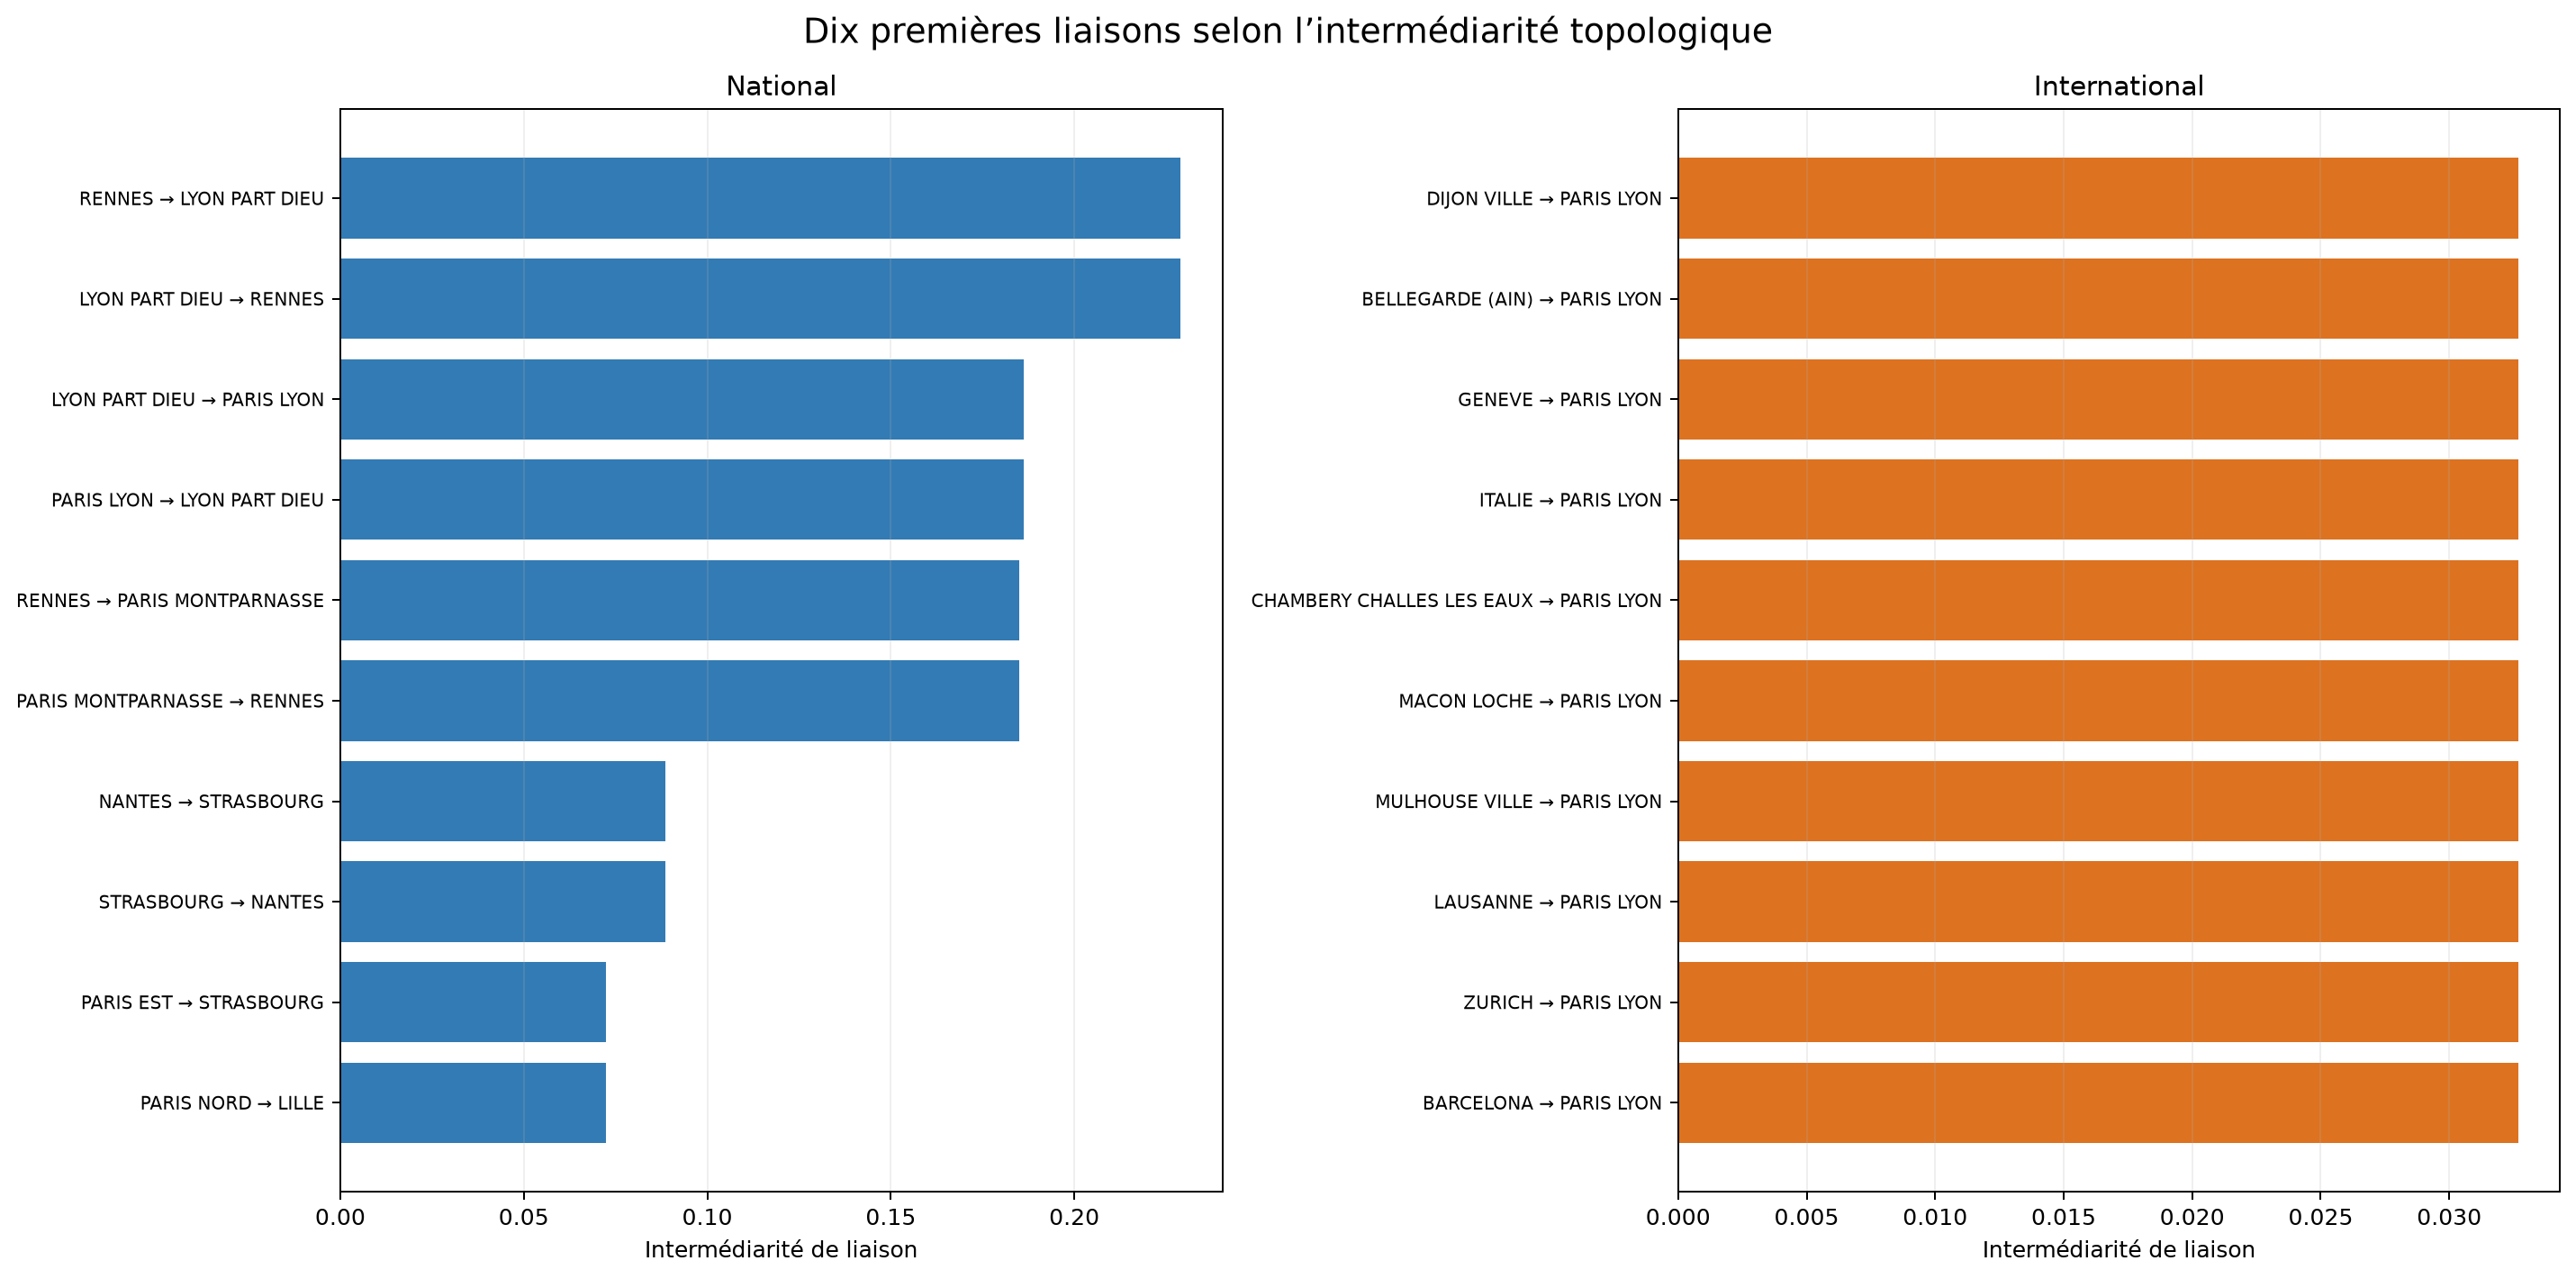 Dix premières liaisons selon l’intermédiarité topologique
National
RENNES → LYON PART DIEU
LYON PART DIEU → RENNES
LYON PART DIEU → PARIS LYON
PARIS LYON → LYON PART DIEU
RENNES → PARIS MONTPARNASSE
PARIS MONTPARNASSE → RENNES
NANTES → STRASBOURG
STRASBOURG → NANTES
PARIS EST → STRASBOURG
PARIS NORD → LILLE
0.00 0.05 0.10 0.15 0.20
Intermédiarité de liaison
International
DIJON VILLE → PARIS LYON
BELLEGARDE (AIN) → PARIS LYON
GENEVE → PARIS LYON
ITALIE → PARIS LYON
CHAMBERY CHALLES LES EAUX → PARIS LYON
MACON LOCHE → PARIS LYON
MULHOUSE VILLE → PARIS LYON
LAUSANNE → PARIS LYON
ZURICH → PARIS LYON
BARCELONA → PARIS LYON
0.000 0.005 0.010 0.015 0.020 0.025 0.030
Intermédiarité de liaison